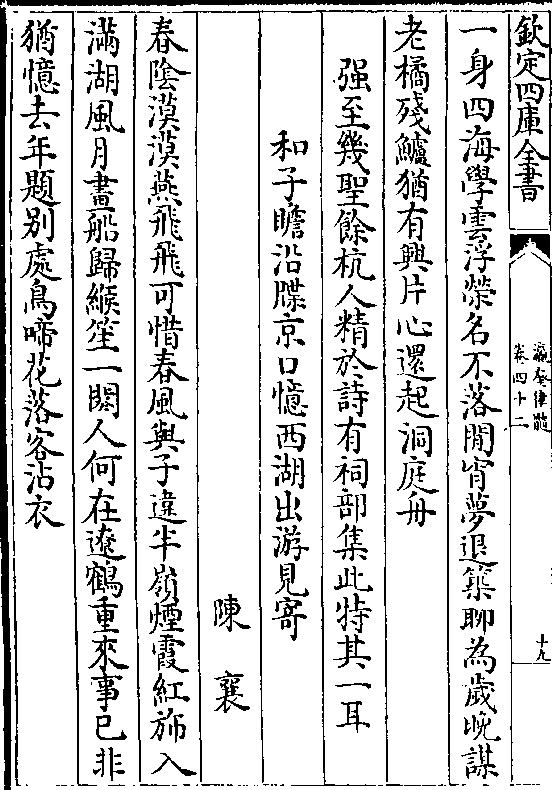 欽定四庫全書
瀛奎律髓
卷四十二
十九
一身四海學雲浮榮名不落閒宵夢退築聊為歲晚謀
老橘殘鱸猶有興片心還起洞庭舟
强至幾聖餘杭人精於詩有祠部集此特其一耳
和子瞻沿牒京口憶西湖出游見寄
陳襄
春陰漠漠燕飛飛可惜春風與子違半嶺煙霞紅斾入
滿湖風月畵船歸緱笙一闋人何在遼鶴重來事已非
猶憶去年題别處鳥啼花落客沾衣